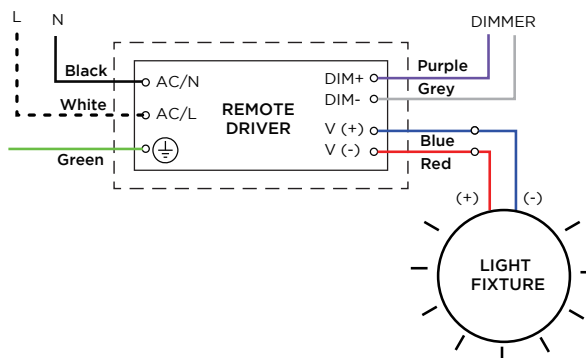 L
N
DIMMER
Black
AC/N
DIM+
Purple
White
AC/L
REMOTE
DRIVER
DIM-
Grey
Green
V (+)
Blue
V (-)
Red
(+)
(-)
LIGHT
FIXTURE